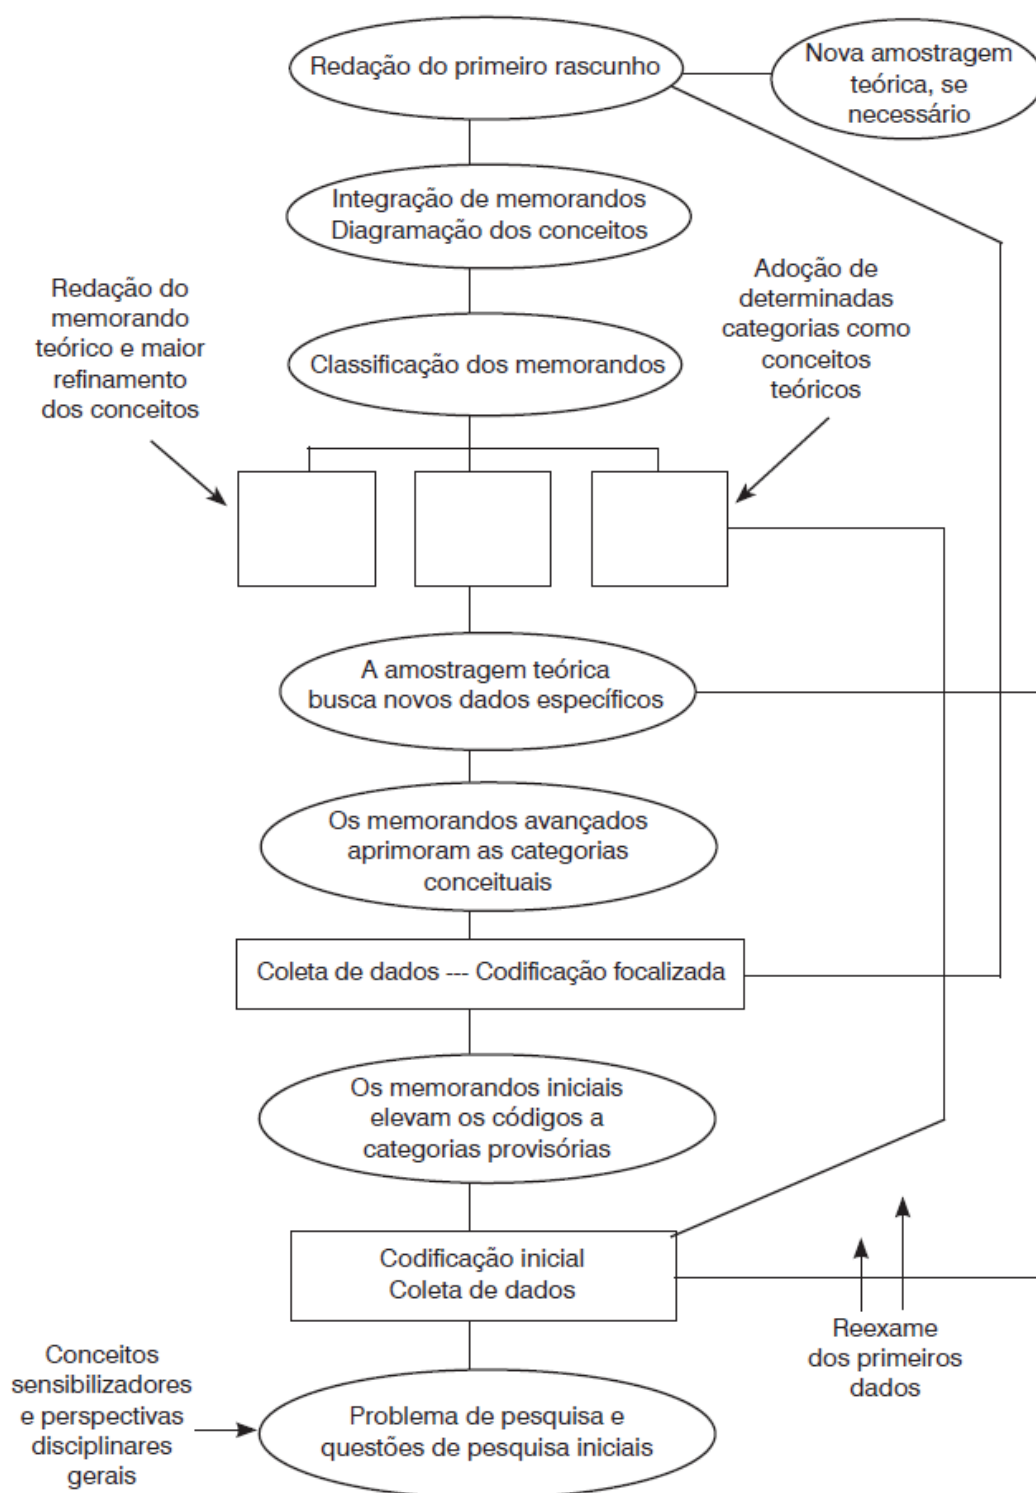 Redação do primeiro rascunho
Nova amostragem
teórica, se
necessário
Integração de memorandos
Diagramação dos conceitos
Redação do
memorando
teórico e maior
refinamento
dos conceitos
Classificação dos memorandos
Adoção de
determinadas
categorias como
conceitos
teóricos
A amostragem teórica
busca novos dados específicos
Os memorandos avançados
aprimoram as categorias
conceituais
Coleta de dados --- Codificação focalizada
Os memorandos iniciais
elevam os códigos a
categorias provisórias
Codificação inicial
Coleta de dados
Reexame
dos primeiros
dados
Conceitos
sensibilizadores
e perspectivas
disciplinares
gerais
Problema de pesquisa e
questões de pesquisa iniciais